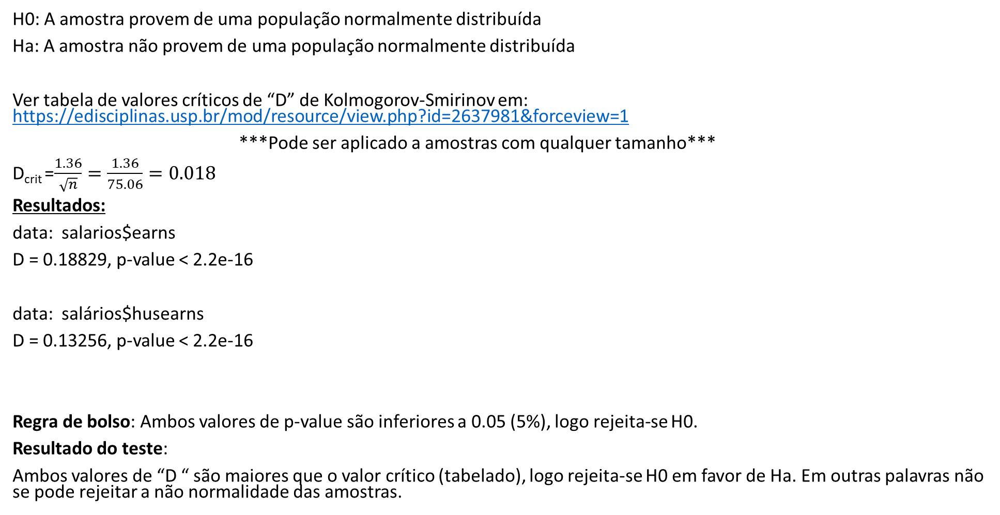 H0: A amostra provem de uma população normalmente distribuída
Ha: A amostra não provem de uma população normalmente distribuída
Ver tabela de valores críticos de “D” de Kolmogorov-Smirinov em:
https://edisciplinas.usp.br/mod/resource/view.php?id=2637981&forceview=1
***Pode ser aplicado a amostras com qualquer tamanho***
Dcrit = 1.36/√n = 1.36/75.06 = 0.018
Resultados:
data: salarios$earns
D = 0.18829, p-value < 2.2e-16
data: salários$husearns
D = 0.13256, p-value < 2.2e-16
Regra de bolso: Ambos valores de p-value são inferiores a 0.05 (5%), logo rejeita-se H0.
Resultado do teste:
Ambos valores de “D “ são maiores que o valor crítico (tabelado), logo rejeita-se H0 em favor de Ha. Em outras palavras não
se pode rejeitar a não normalidade das amostras.